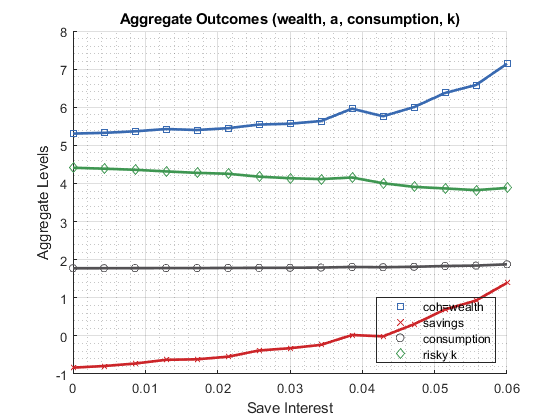 Aggregate Outcomes (wealth, a, consumption, k)
8
7
6
5
4
3
2
1
0
-1
Aggregate Levels
coh=wealth
savings
consumption
risky k
0
0.01
0.02
0.03
0.04
0.05
0.06
Save Interest